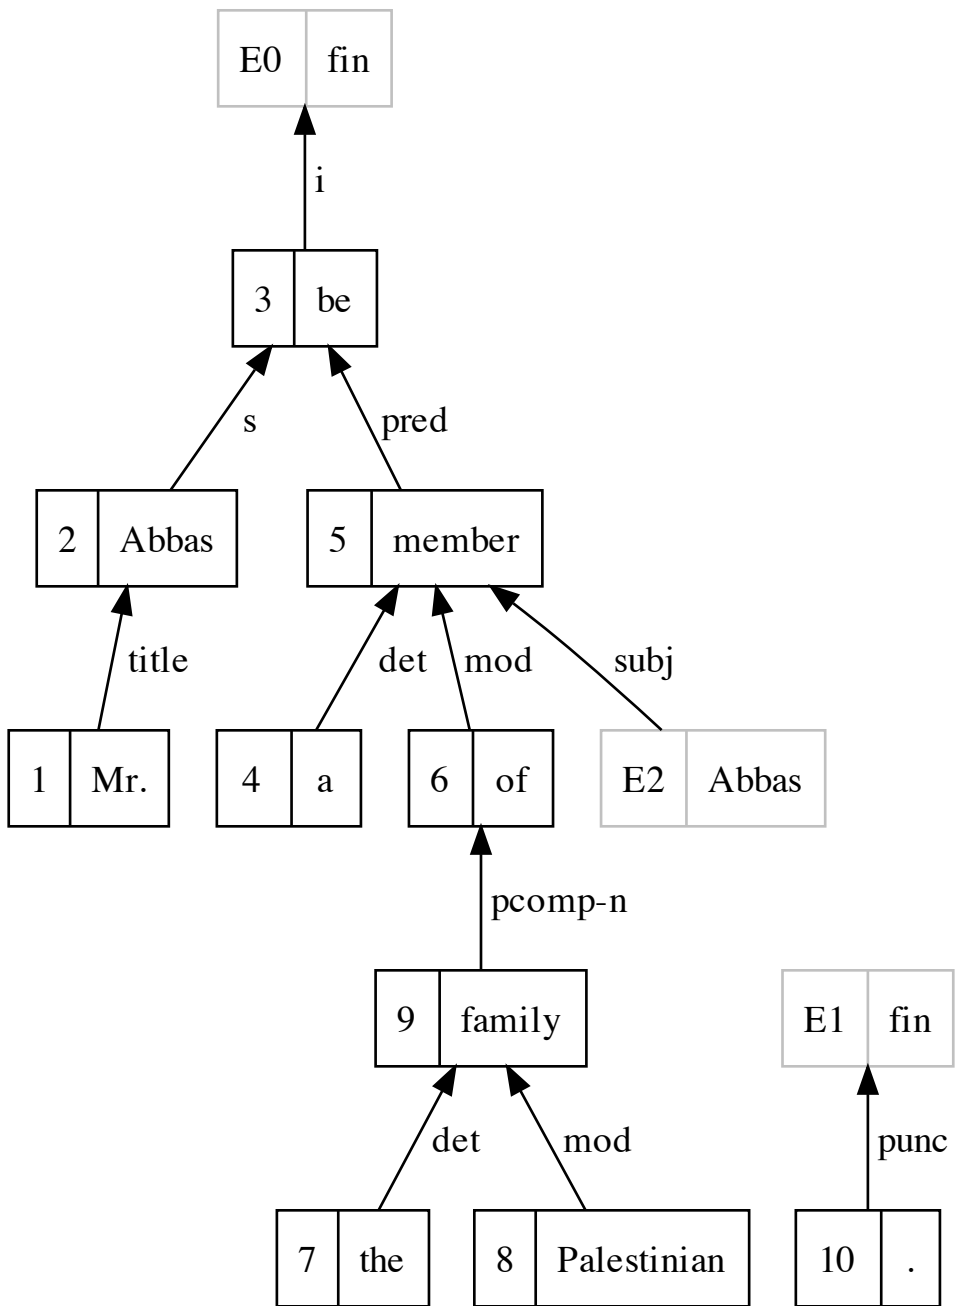 E0 fin
i
3 be
s pred
2 Abbas 5 member
title det mod subj
1 Mr. 4 a 6 of E2 Abbas
pcomp-n
9 family E1 fin
det mod punc
7 the 8 Palestinian 10 .